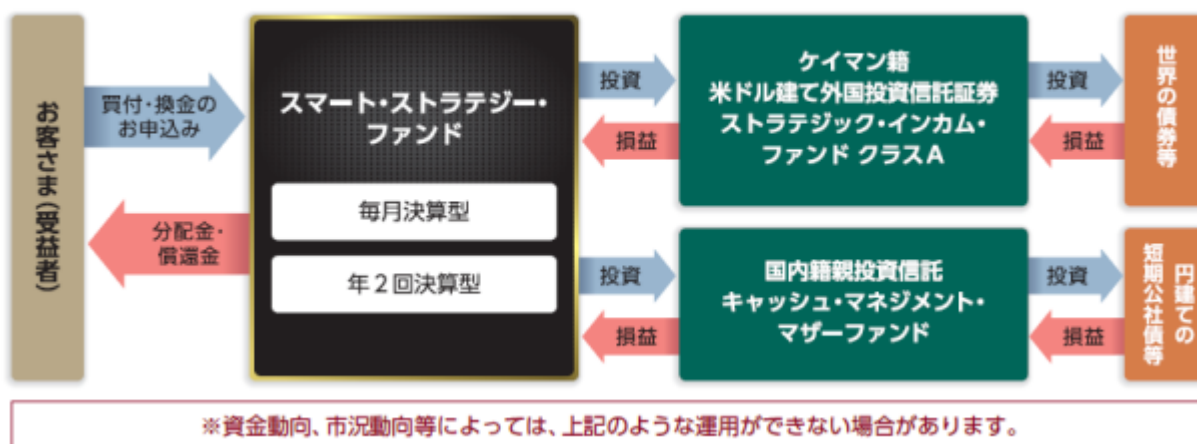 お客さま（受益者）
買付・換金の
お申込み
分配金・
償還金
スマート・ストラテジー・
ファンド
毎月決算型
年２回決算型
投資
損益
ケイマン籍
米ドル建て外国投資信託証券
ストラテジック・インカム・
ファンド クラスA
投資
損益
世界の債券等
投資
損益
国内籍親投資信託
キャッシュ・マネジメント・
マザーファンド
投資
損益
円建ての
短期公社債等
※資金動向、市況動向等によっては、上記のような運用ができない場合があります。